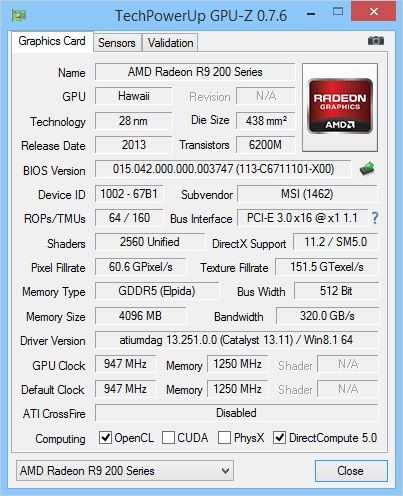 TechPowerUp GPU-Z 0.7.6
Graphics Card Sensors Validation
Name AMD Radeon R9 200 Series
GPU Hawaii Revision N/A
Technology 28 nm Die Size 438 mm²
Release Date 2013 Transistors 6200M
RADEON
GRAPHICS
AMD
BIOS Version 015.042.000.000.003747 (113-C6711101-X00)
Device ID 1002 - 67B1 Subvendor MSI (1462)
ROPs/TMUs 64 / 160 Bus Interface PCI-E 3.0 x16 @ x1 1.1 ?
Shaders 2560 Unified DirectX Support 11.2 / SM5.0
Pixel Fillrate 60.6 GPixel/s Texture Fillrate 151.5 GTexel/s
Memory Type GDDR5 (Elpida) Bus Width 512 Bit
Memory Size 4096 MB Bandwidth 320.0 GB/s
Driver Version atiumdag 13.251.0.0 (Catalyst 13.11) / Win8.1 64
GPU Clock 947 MHz Memory 1250 MHz Shader N/A
Default Clock 947 MHz Memory 1250 MHz Shader N/A
ATI CrossFire Disabled
Computing OpenCL CUDA PhysX DirectCompute 5.0
AMD Radeon R9 200 Series Close